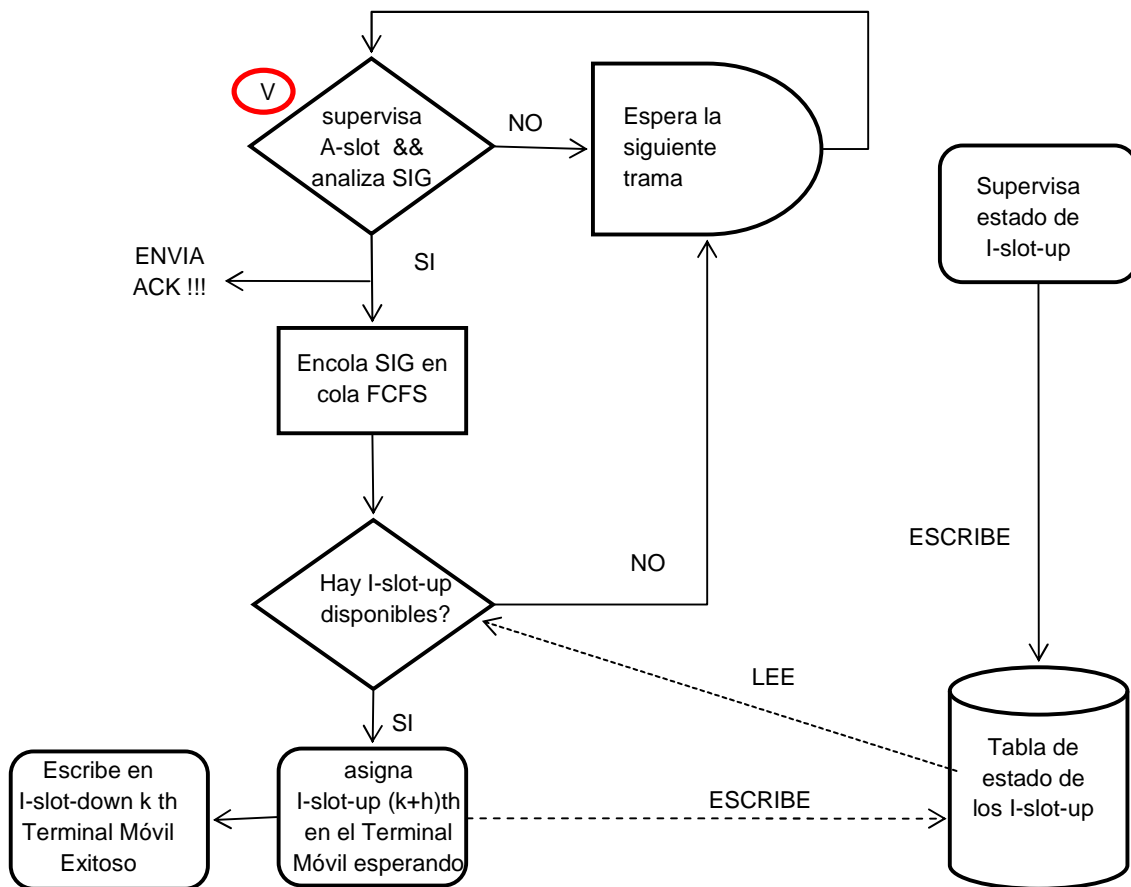 V
supervisa
A-slot &&
analiza SIG
NO
Espera la
siguiente
trama
Supervisa
estado de
I-slot-up
ENVIA
ACK !!!
SI
Encola SIG en
cola FCFS
ESCRIBE
Hay I-slot-up
disponibles?
NO
LEE
SI
Tabla de
estado de
los I-slot-up
Escribe en
I-slot-down k th
Terminal Móvil
Exitoso
asigna
I-slot-up (k+h)th
en el Terminal
Móvil esperando
ESCRIBE